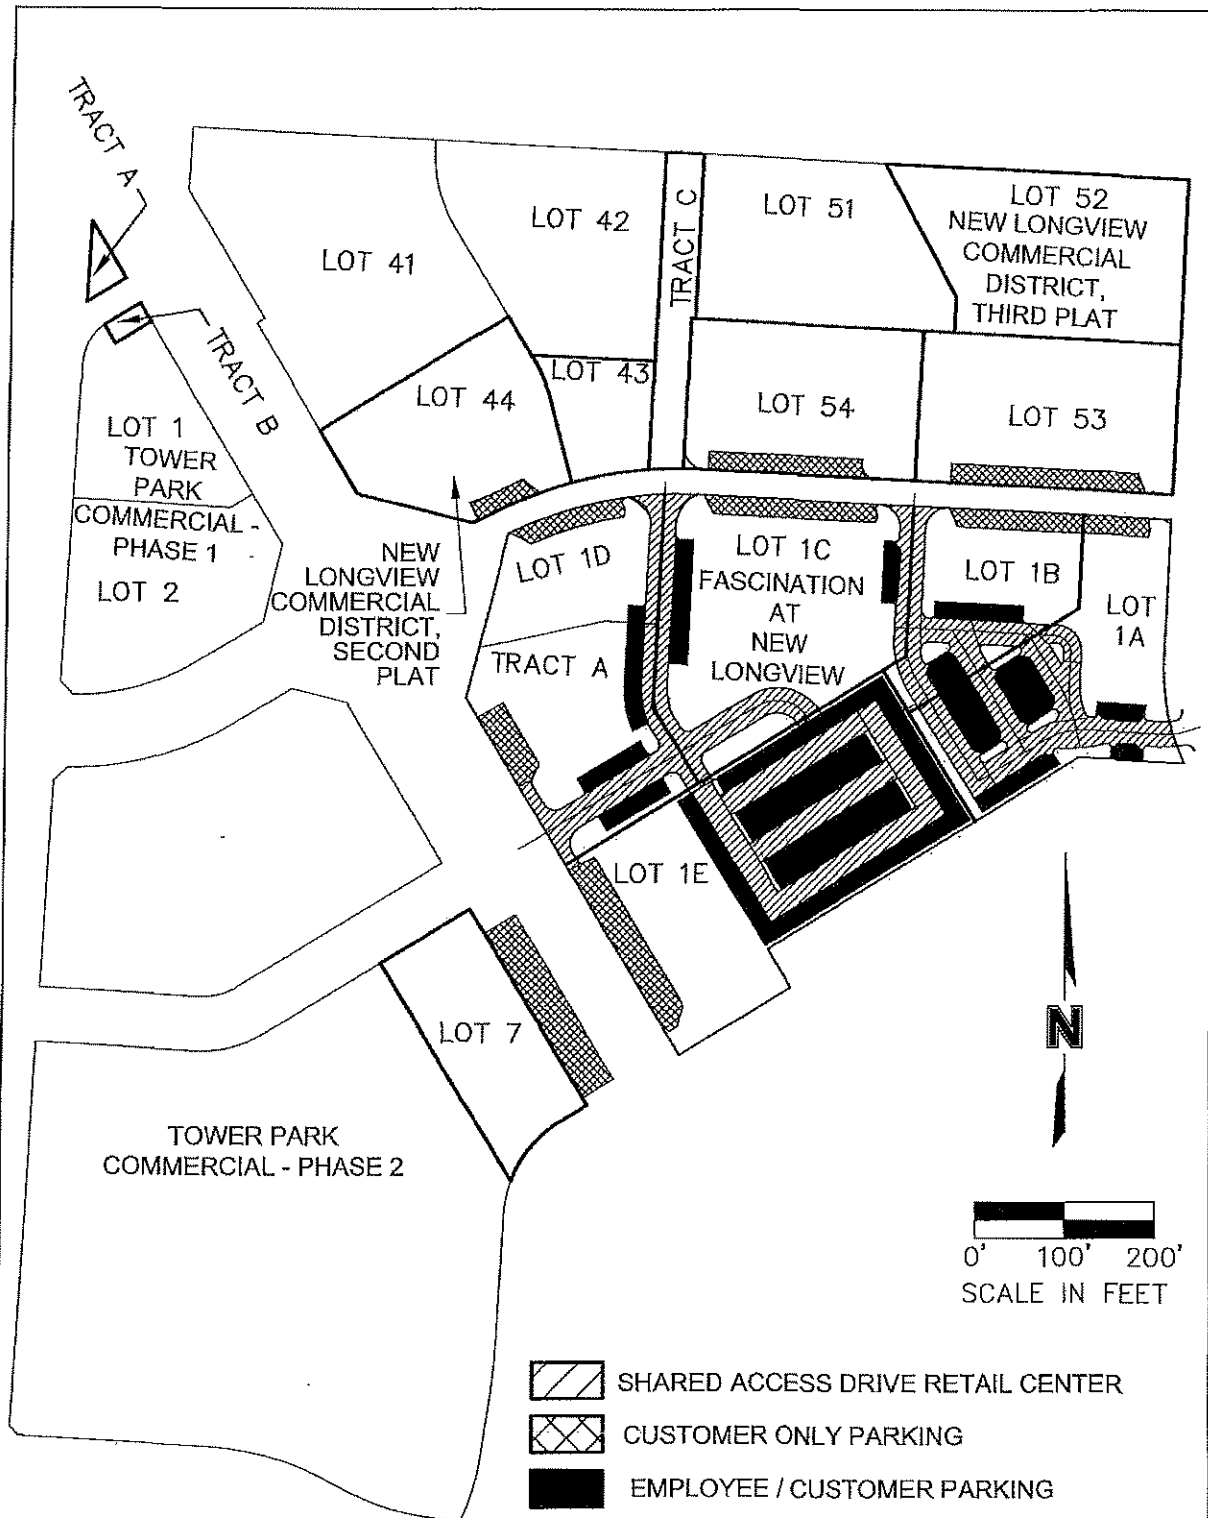 TRACT A
LOT 41
LOT 42
TRACT C
LOT 51
LOT 52
NEW LONGVIEW
COMMERCIAL
DISTRICT,
THIRD PLAT
TRACT B
LOT 44
LOT 43
LOT 54
LOT 53
LOT 1
TOWER
PARK
COMMERCIAL -
PHASE 1
LOT 2
NEW
LONGVIEW
COMMERCIAL
DISTRICT,
SECOND
PLAT
LOT 1D
TRACT A
LOT 1C
FASCINATION
AT
NEW
LONGVIEW
LOT 1B
LOT
1A
LOT 1E
LOT 7
TOWER PARK
COMMERCIAL - PHASE 2
N
0' 100' 200'
SCALE IN FEET
SHARED ACCESS DRIVE RETAIL CENTER
CUSTOMER ONLY PARKING
EMPLOYEE / CUSTOMER PARKING